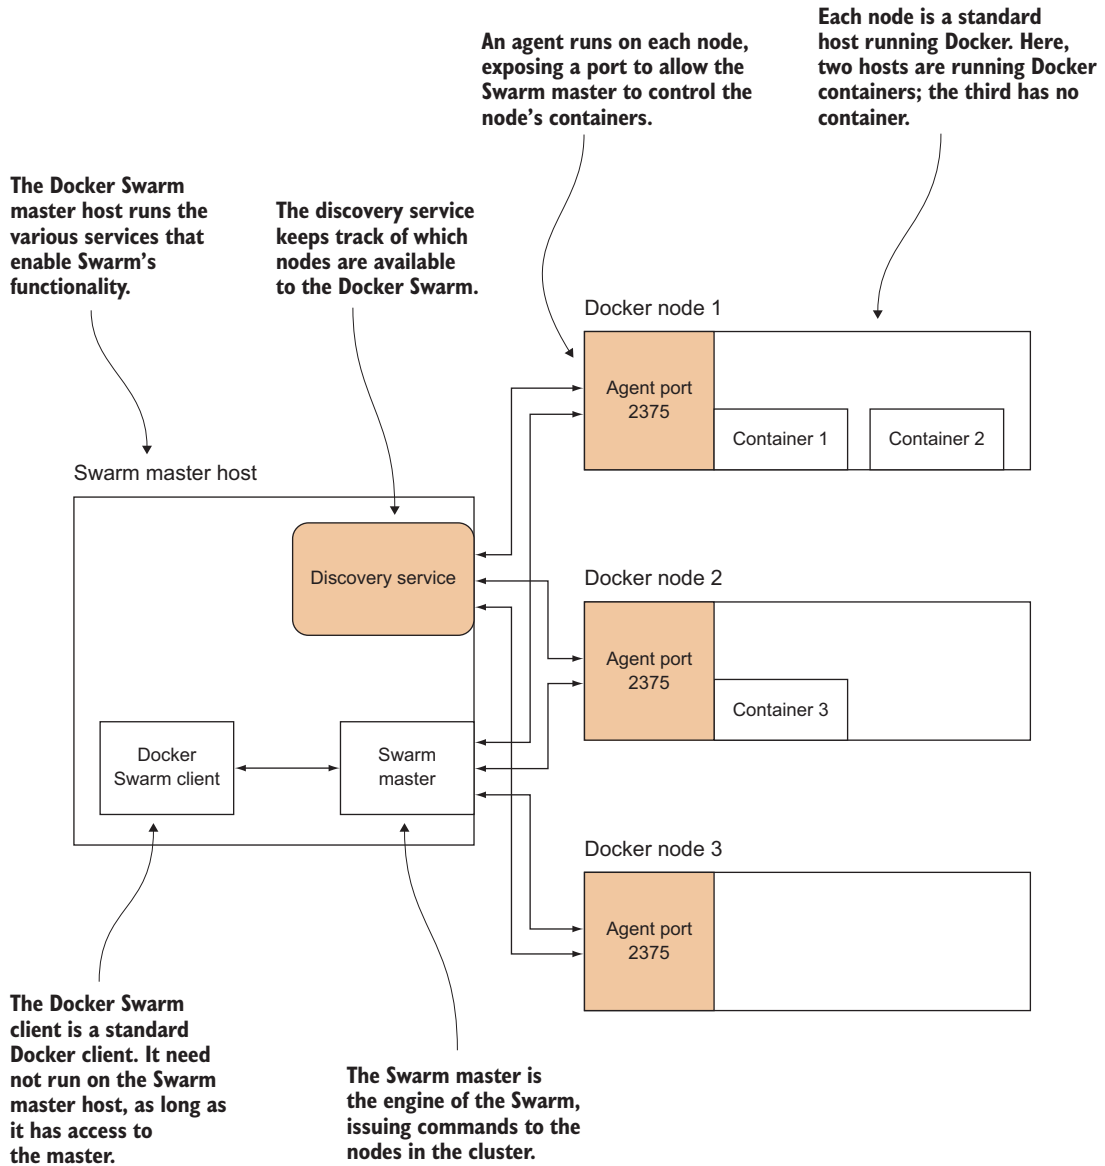 An agent runs on each node,
exposing a port to allow the
Swarm master to control the
node's containers.
Each node is a standard
host running Docker. Here,
two hosts are running Docker
containers; the third has no
container.
The Docker Swarm
master host runs the
various services that
enable Swarm's
functionality.
The discovery service
keeps track of which
nodes are available
to the Docker Swarm.
Docker node 1
Agent port
2375
Container 1
Container 2
Swarm master host
Discovery service
Docker node 2
Agent port
2375
Container 3
Docker
Swarm client
Swarm
master
Docker node 3
Agent port
2375
The Docker Swarm
client is a standard
Docker client. It need
not run on the Swarm
master host, as long as
it has access to
the master.
The Swarm master is
the engine of the Swarm,
issuing commands to the
nodes in the cluster.